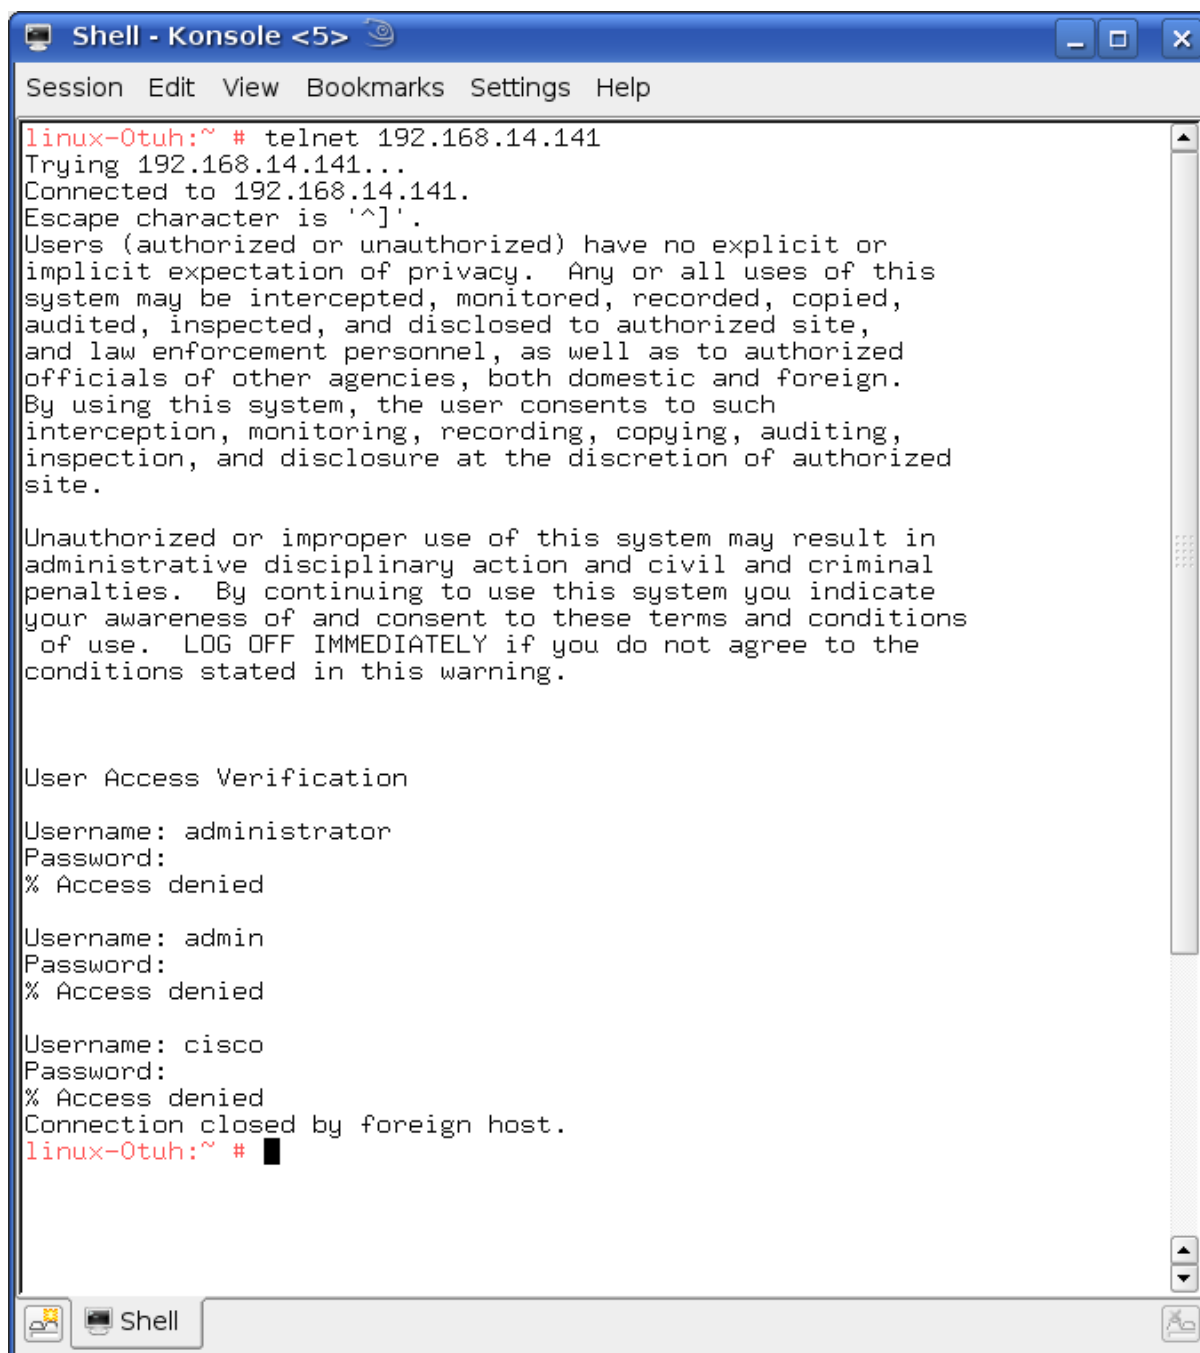 Shell - Konsole <5>
Session Edit View Bookmarks Settings Help
linux-0tuh:~ # telnet 192.168.14.141
Trying 192.168.14.141...
Connected to 192.168.14.141.
Escape character is '^]'.
Users (authorized or unauthorized) have no explicit or
implicit expectation of privacy.  Any or all uses of this
system may be intercepted, monitored, recorded, copied,
audited, inspected, and disclosed to authorized site,
and law enforcement personnel, as well as to authorized
officials of other agencies, both domestic and foreign.
By using this system, the user consents to such
interception, monitoring, recording, copying, auditing,
inspection, and disclosure at the discretion of authorized
site.
Unauthorized or improper use of this system may result in
administrative disciplinary action and civil and criminal
penalties.  By continuing to use this system you indicate
your awareness of and consent to these terms and conditions
 of use.  LOG OFF IMMEDIATELY if you do not agree to the
conditions stated in this warning.
User Access Verification
Username: administrator
Password:
% Access denied
Username: admin
Password:
% Access denied
Username: cisco
Password:
% Access denied
Connection closed by foreign host.
linux-0tuh:~ #
Shell